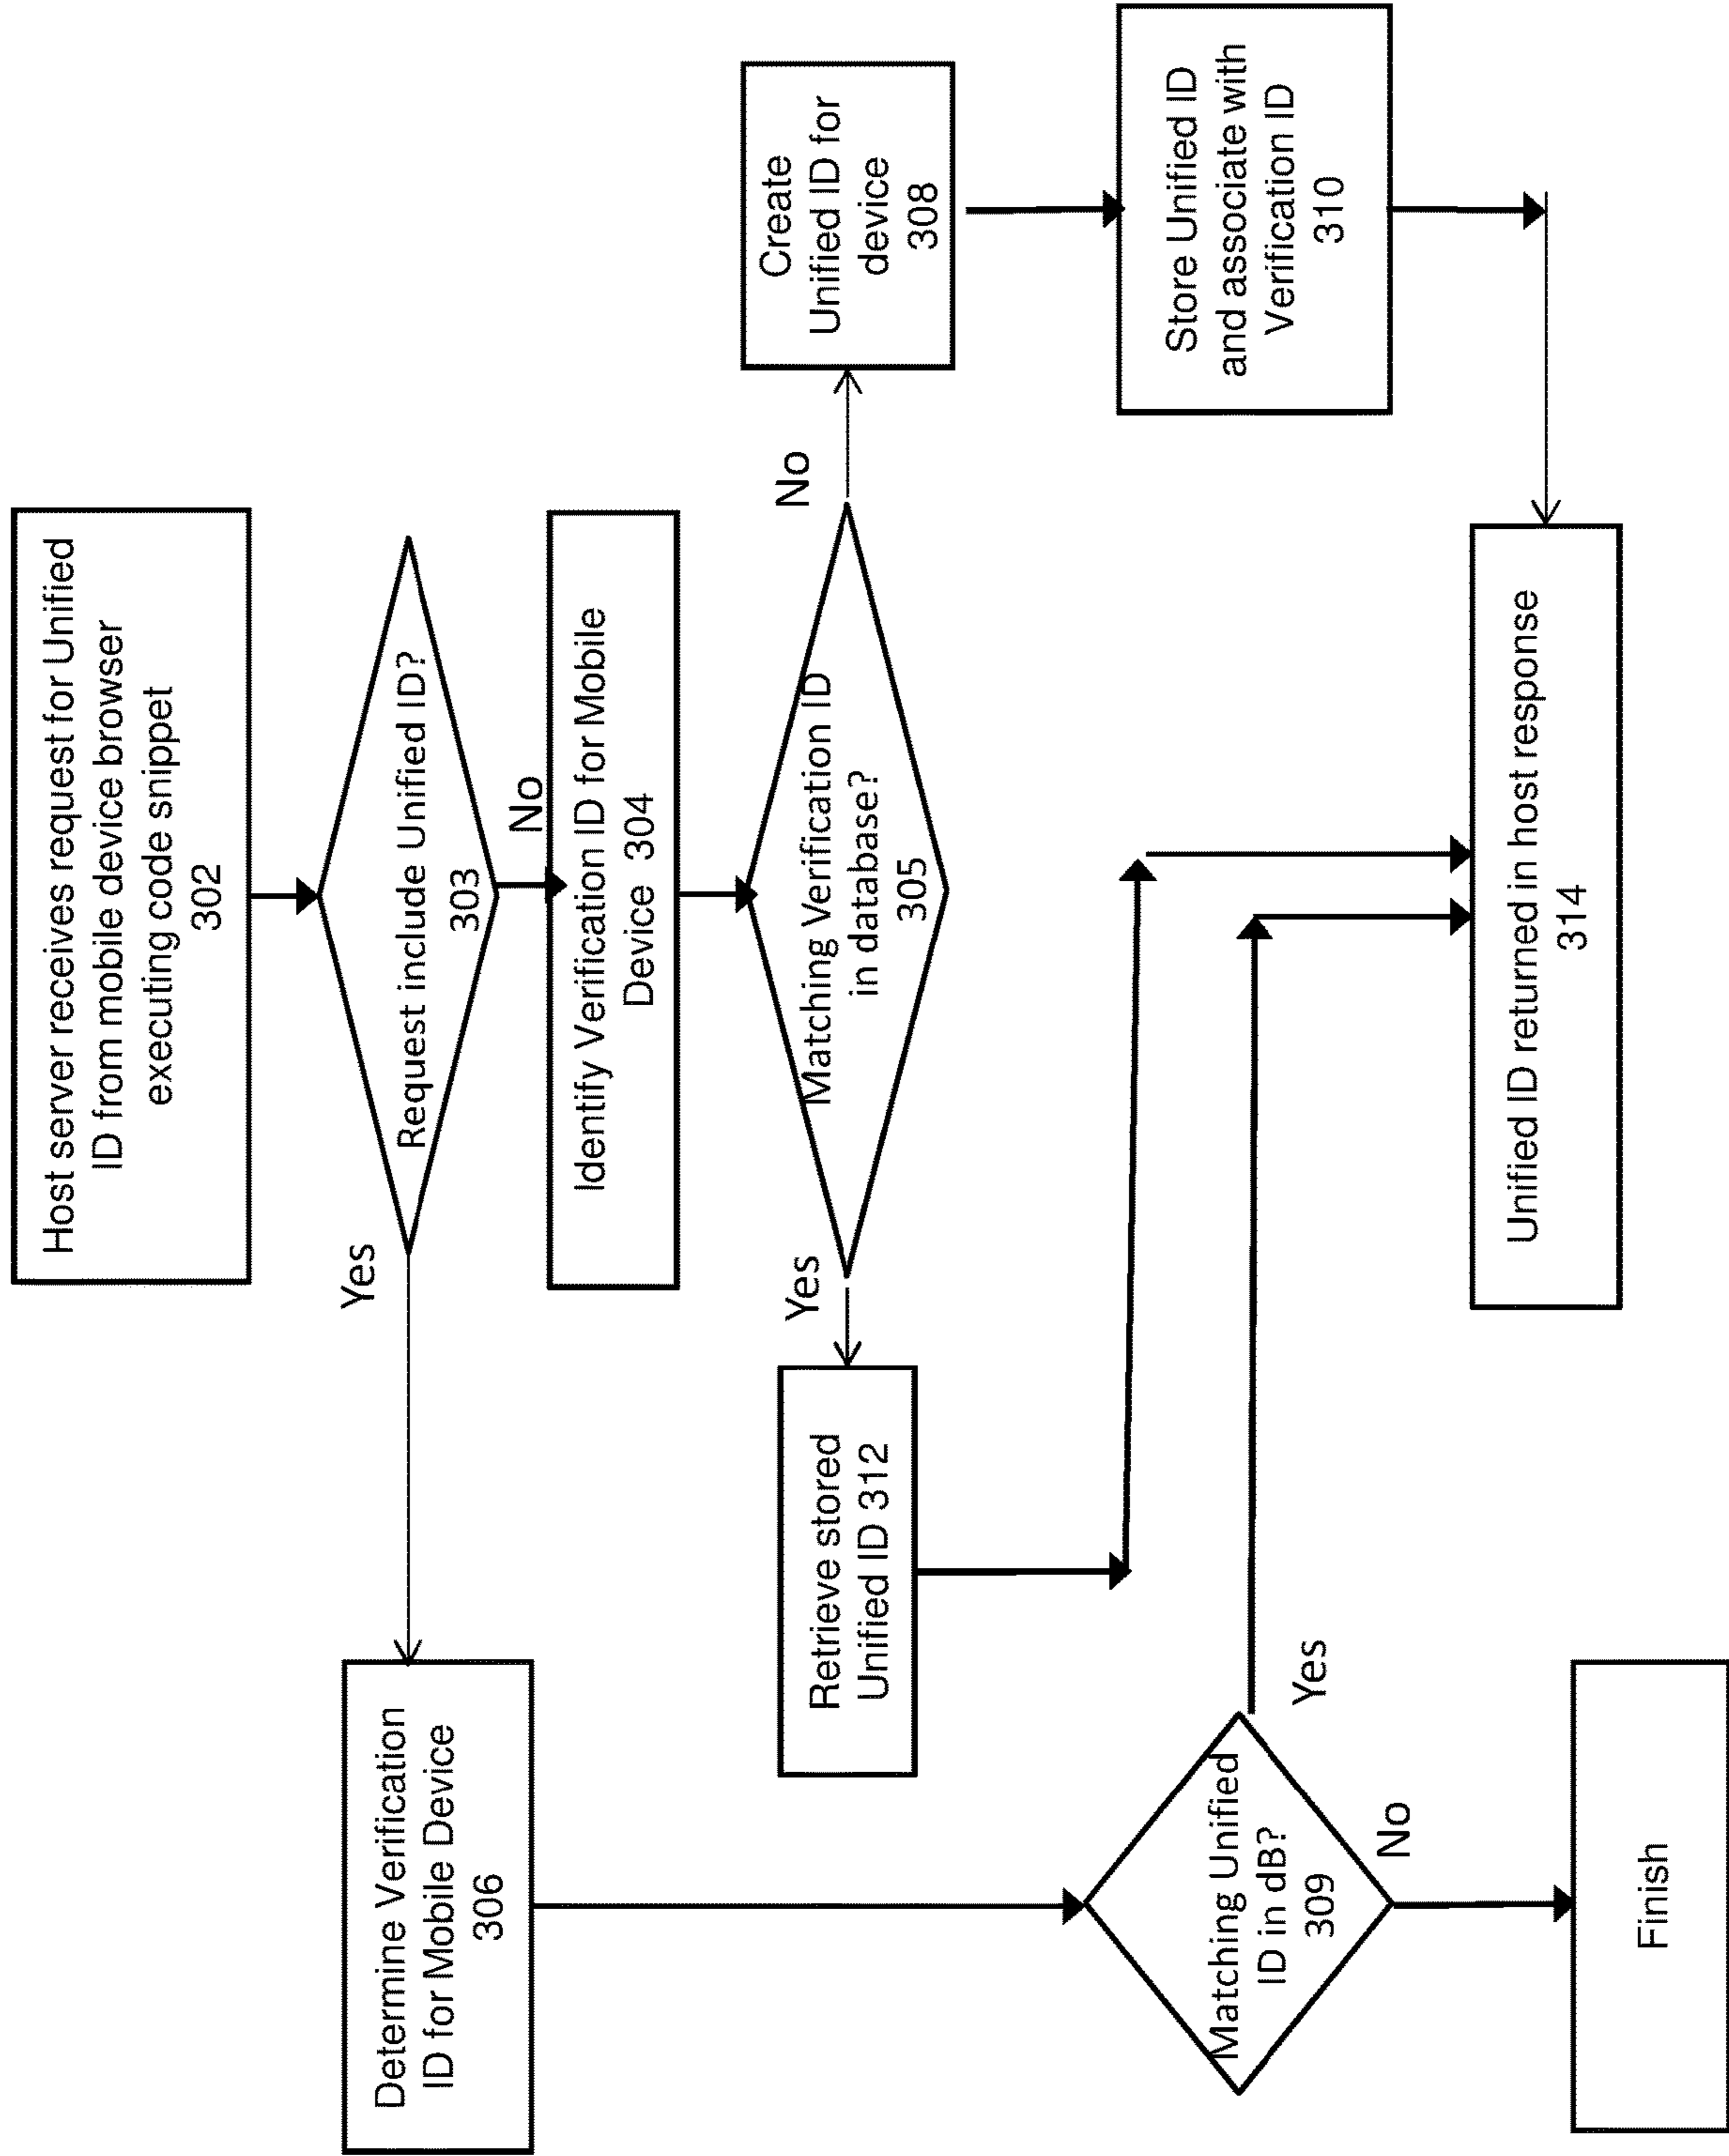 Host server receives request for Unified
ID from mobile device browser
executing code snippet
302
Request include Unified ID?
303
Yes
No
Determine Verification
ID for Mobile Device
306
Identify Verification ID for Mobile
Device 304
Matching Verification ID
in database?
305
Yes
No
Retrieve stored
Unified ID 312
Create
Unified ID for
device
308
Matching Unified
ID in dB?
309
Yes
No
Store Unified ID
and associate with
Verification ID
310
Unified ID returned in host response
314
Finish